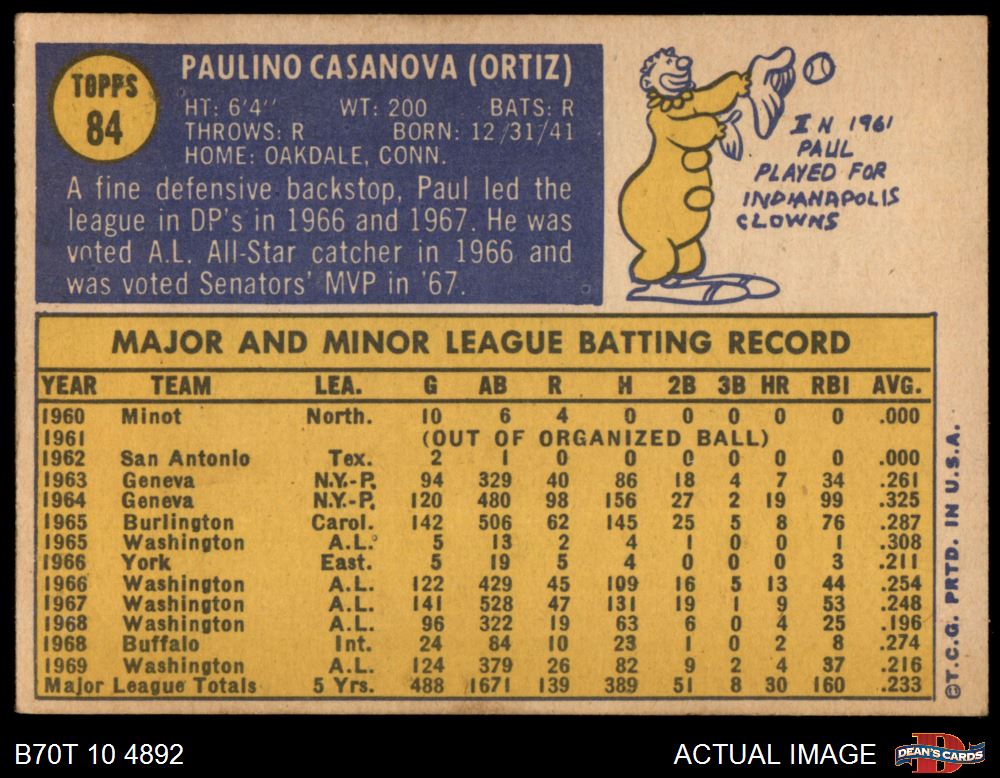 TOPPS
84
PAULINO CASANOVA (ORTIZ)
HT: 6'4" WT: 200 BATS: R
THROWS: R BORN: 12/31/41
HOME: OAKDALE, CONN.
A fine defensive backstop, Paul led the
league in DP's in 1966 and 1967. He was
voted A.L. All-Star catcher in 1966 and
was voted Senators' MVP in '67.
IN 1961
PAUL
PLAYED FOR
INDIANAPOLIS
CLOWNS
MAJOR AND MINOR LEAGUE BATTING RECORD
YEAR TEAM LEA. G AB R H 2B 3B HR RBI AVG.
1960 Minot North. 10 6 4 0 0 0 0 0 .000
1961 (OUT OF ORGANIZED BALL)
1962 San Antonio Tex. 2 1 0 0 0 0 0 0 .000
1963 Geneva N.Y.-P. 94 329 40 86 18 4 7 34 .261
1964 Geneva N.Y.-P. 120 480 98 156 27 2 19 99 .325
1965 Burlington Carol. 142 506 62 145 25 5 8 76 .287
1965 Washington A.L. 5 13 2 4 1 0 0 1 .308
1966 York East. 5 19 5 4 0 0 0 3 .211
1966 Washington A.L. 122 429 45 109 16 5 13 44 .254
1967 Washington A.L. 141 528 47 131 19 1 9 53 .248
1968 Washington A.L. 96 322 19 63 6 0 4 25 .196
1968 Buffalo Int. 24 84 10 23 1 0 2 8 .274
1969 Washington A.L. 124 379 26 82 9 2 4 37 .216
Major League Totals 5 Yrs. 488 1671 139 389 51 8 30 160 .233
©T.C.G. PRTD. IN U.S.A.
B70T 10 4892
ACTUAL IMAGE
DEAN'S CARDS